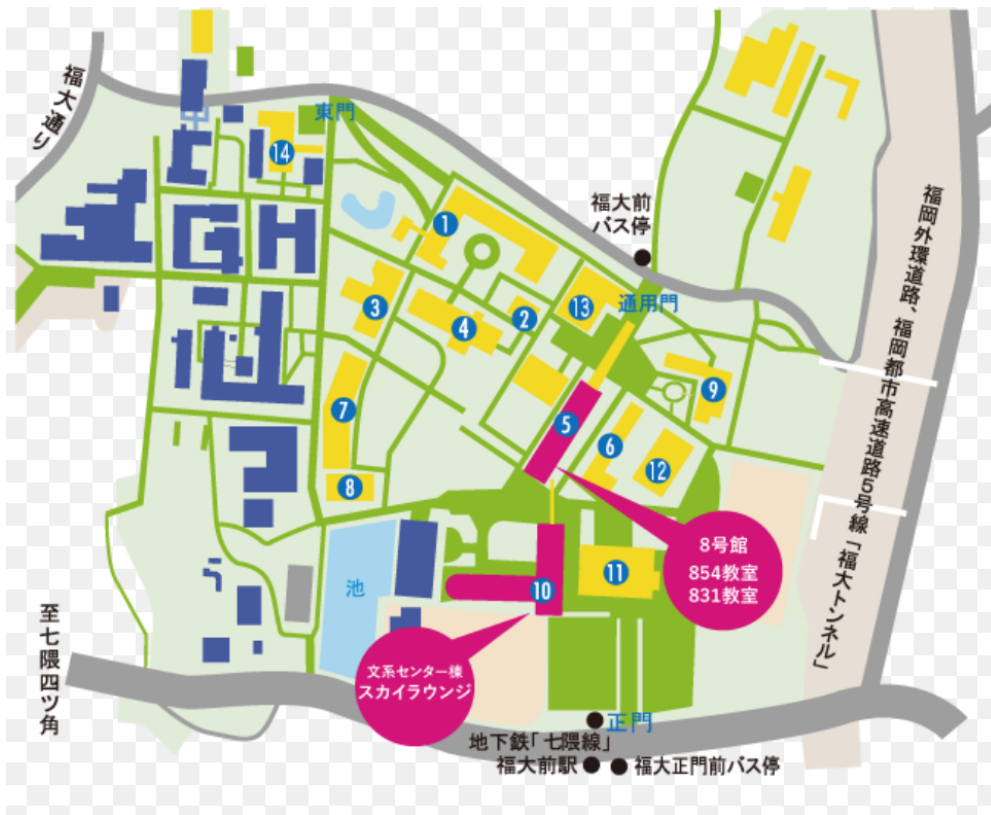 福大通り
東門
14
1
福大前
バス停
3
4
2
13
通用門
9
7
5
6
12
8
福岡外環道路、福岡都市高速道路5号線「福大トンネル」
8号館
854教室
831教室
池
10
11
至七隈四ツ角
文系センター棟
スカイラウンジ
正門
地下鉄「七隈線」
福大前駅
福大正門前バス停